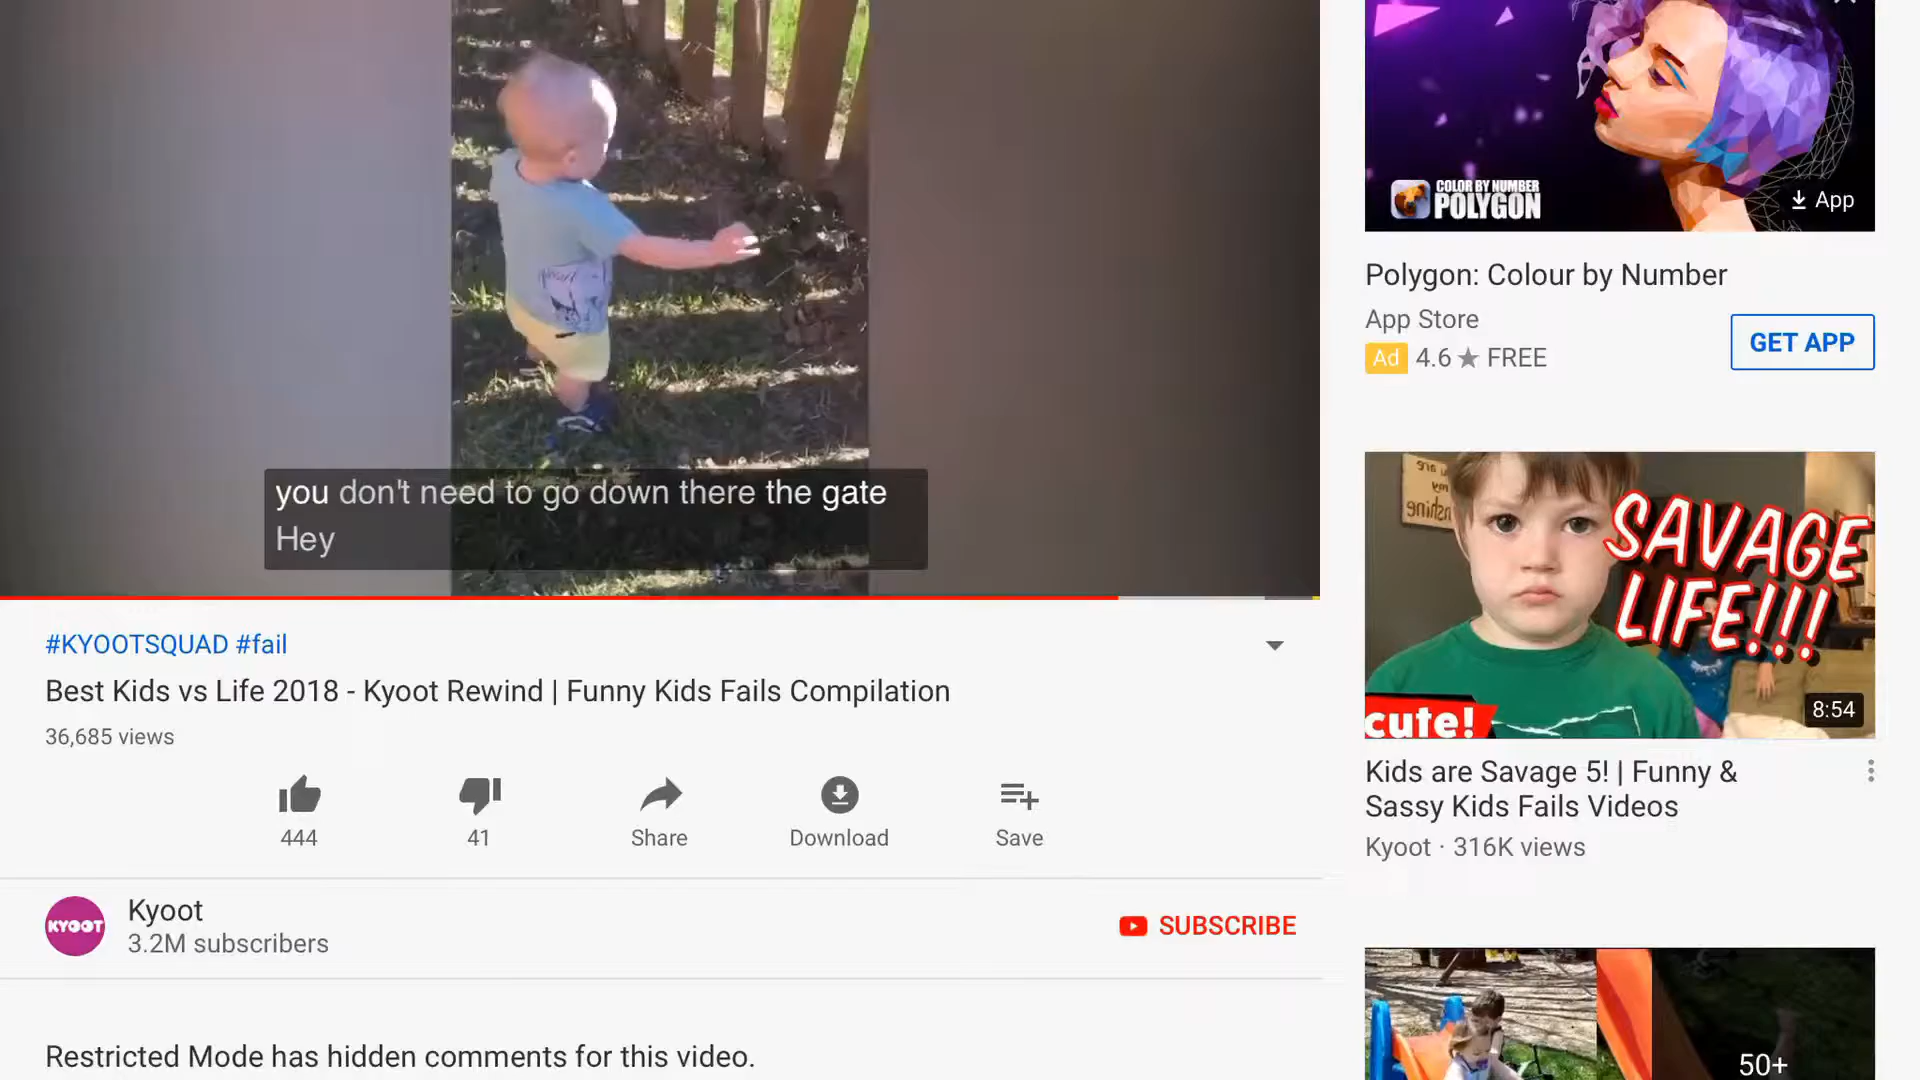 you don't need to go down there the gate
Hey
#KYOOTSQUAD #fail
Best Kids vs Life 2018 - Kyoot Rewind | Funny Kids Fails Compilation
36,685 views
444
41
Share
Download
Save
KYOOT
Kyoot
3.2M subscribers
SUBSCRIBE
Restricted Mode has hidden comments for this video.
COLOR BY NUMBER
POLYGON
App
Polygon: Colour by Number
App Store
Ad 4.6 ★ FREE
GET APP
are
my
nshine
SAVAGE
LIFE!!!
cute!
8:54
Kids are Savage 5! | Funny &
Sassy Kids Fails Videos
Kyoot · 316K views
50+